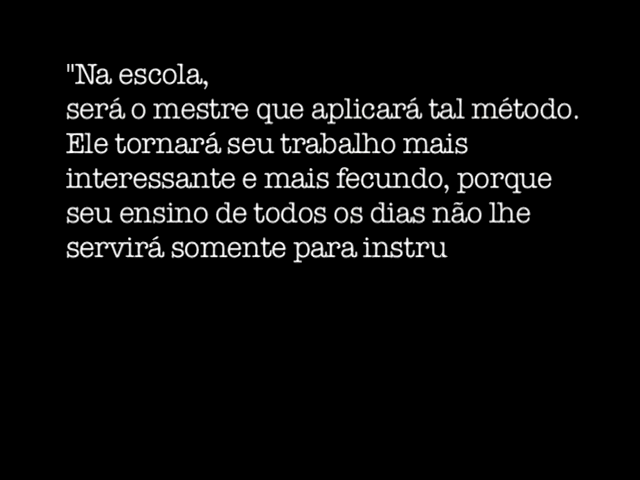 "Na escola,
será o mestre que aplicará tal método.
Ele tornará seu trabalho mais
interessante e mais fecundo, porque
seu ensino de todos os dias não lhe
servirá somente para instru